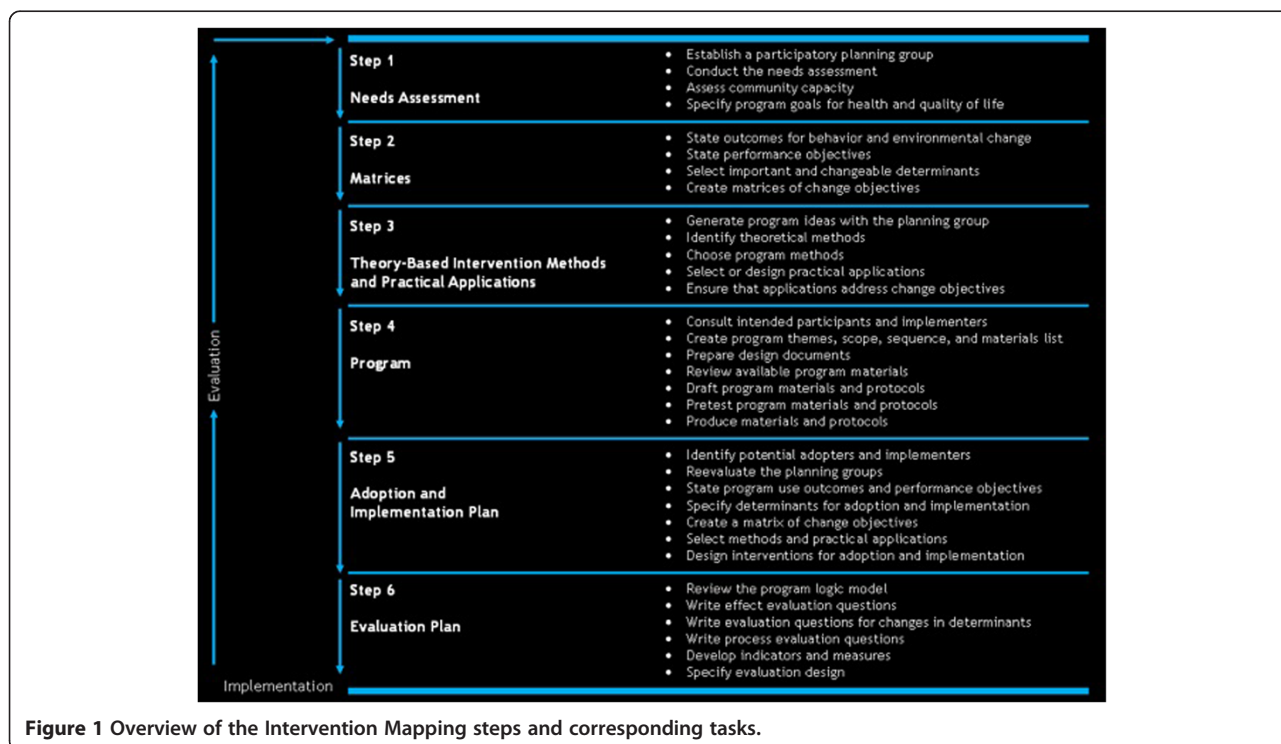 Step 1
Needs Assessment
• Establish a participatory planning group
• Conduct the needs assessment
• Assess community capacity
• Specify program goals for health and quality of life
Step 2
Matrices
• State outcomes for behavior and environmental change
• State performance objectives
• Select important and changeable determinants
• Create matrices of change objectives
Step 3
Theory-Based Intervention Methods
and Practical Applications
• Generate program ideas with the planning group
• Identify theoretical methods
• Choose program methods
• Select or design practical applications
• Ensure that applications address change objectives
Step 4
Program
• Consult intended participants and implementers
• Create program themes, scope, sequence, and materials list
• Prepare design documents
• Review available program materials
• Draft program materials and protocols
• Pretest program materials and protocols
• Produce materials and protocols
Step 5
Adoption and
Implementation Plan
• Identify potential adopters and implementers
• Reevaluate the planning groups
• State program use outcomes and performance objectives
• Specify determinants for adoption and implementation
• Create a matrix of change objectives
• Select methods and practical applications
• Design interventions for adoption and implementation
Step 6
Evaluation Plan
• Review the program logic model
• Write effect evaluation questions
• Write evaluation questions for changes in determinants
• Write process evaluation questions
• Develop indicators and measures
• Specify evaluation design
Evaluation
Implementation
Figure 1 Overview of the Intervention Mapping steps and corresponding tasks.